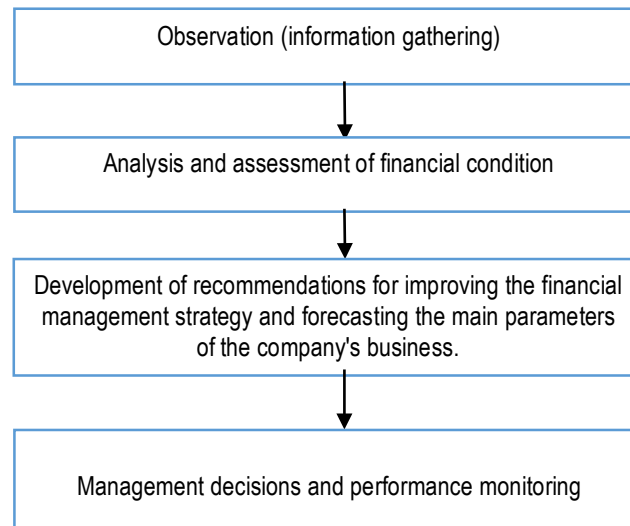 Observation (information gathering)
Analysis and assessment of financial condition
Development of recommendations for improving the financial
management strategy and forecasting the main parameters
of the company's business.
Management decisions and performance monitoring